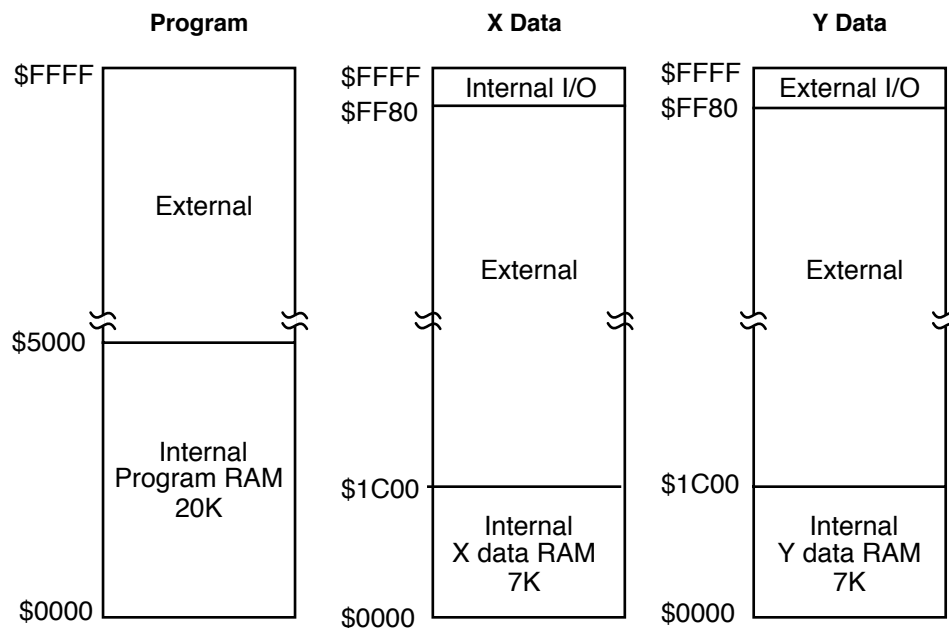 Program
$FFFF
External
$5000
Internal
Program RAM
20K
$0000
X Data
$FFFF
Internal I/O
$FF80
External
$1C00
Internal
X data RAM
7K
$0000
Y Data
$FFFF
External I/O
$FF80
External
$1C00
Internal
Y data RAM
7K
$0000